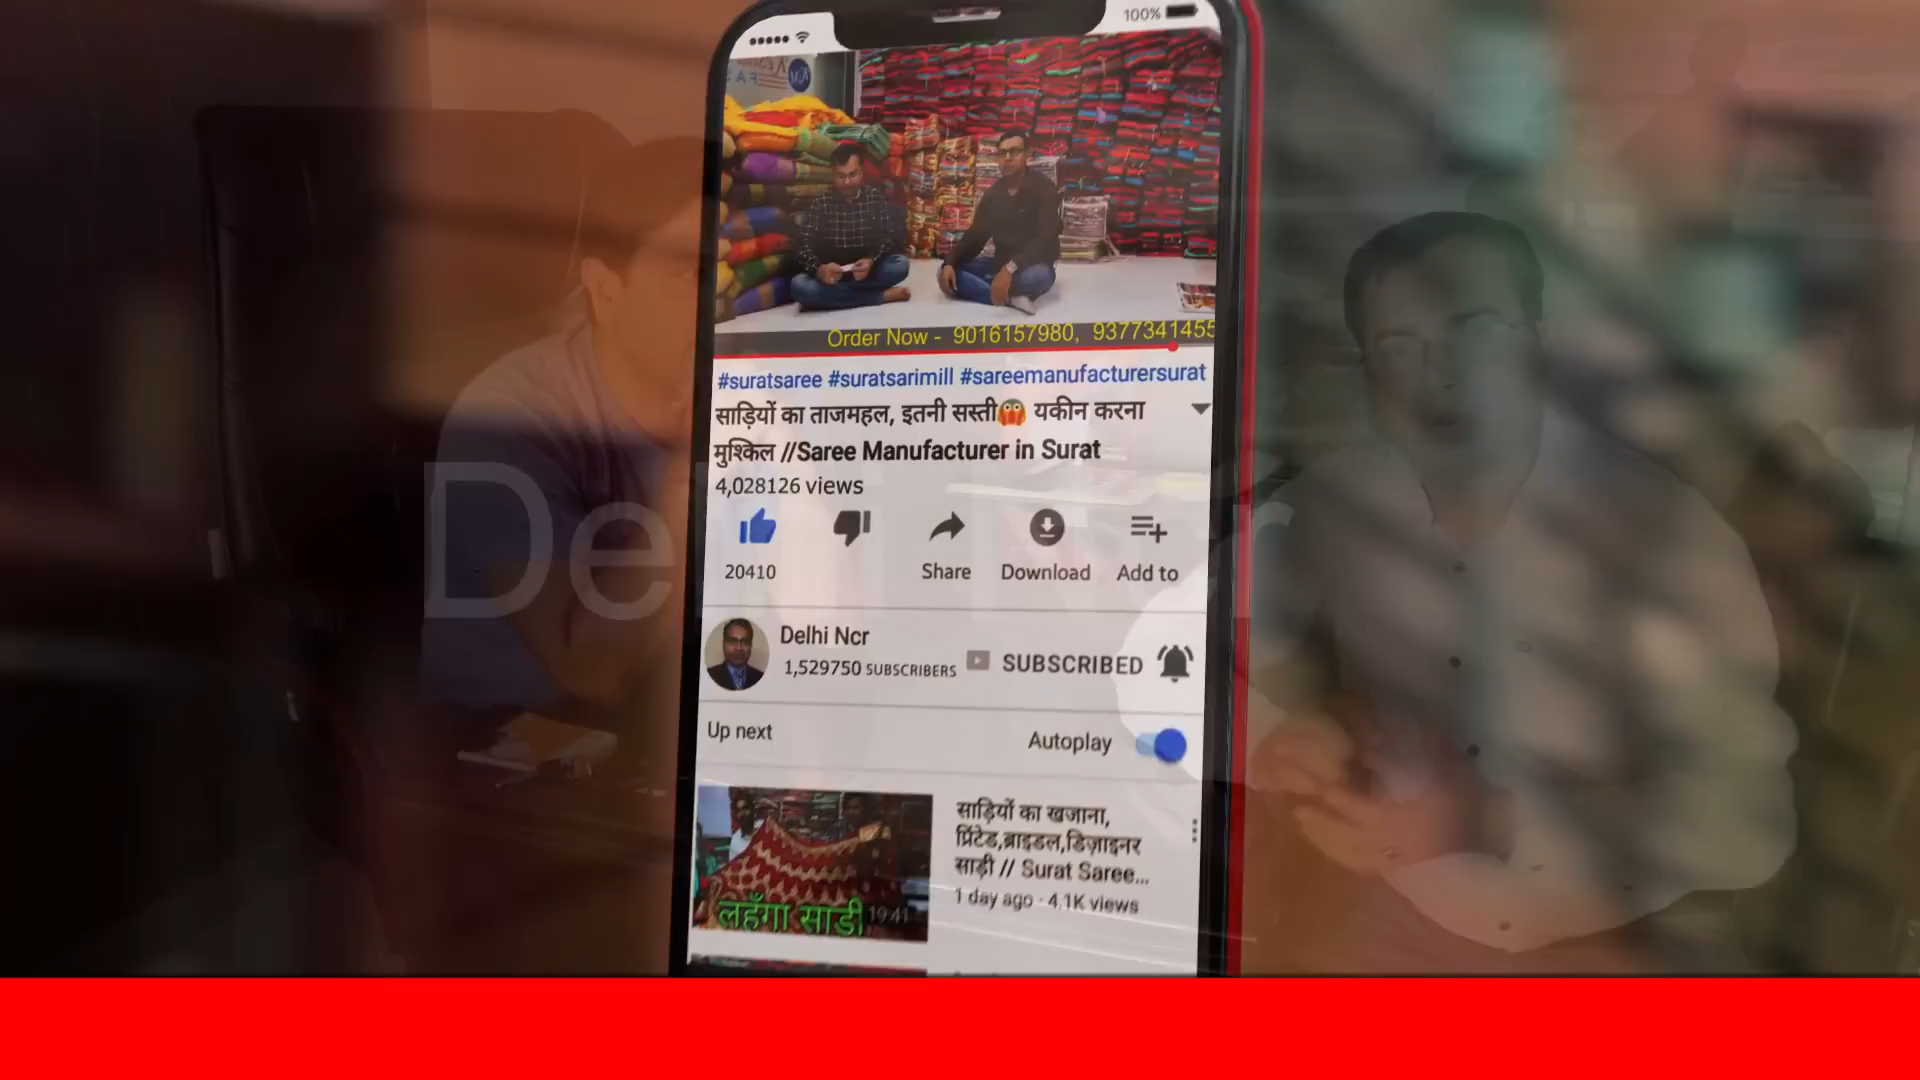 100%
Order Now - 9016157980, 9377341455
#suratsaree #suratsarimill #sareemanufacturersurat
साड़ियों का ताजमहल, इतनी सस्ती😱 यकीन करना
मुश्किल //Saree Manufacturer in Surat
4,028126 views
20410
Share
Download
Add to
Delhi Ncr
1,529750 SUBSCRIBERS
SUBSCRIBED
Up next
Autoplay
साड़ियों का खजाना,
प्रिंटेड,ब्राइडल,डिज़ाइनर
साड़ी // Surat Saree...
1 day ago · 4.1K views
लहँगा साडी
19:41